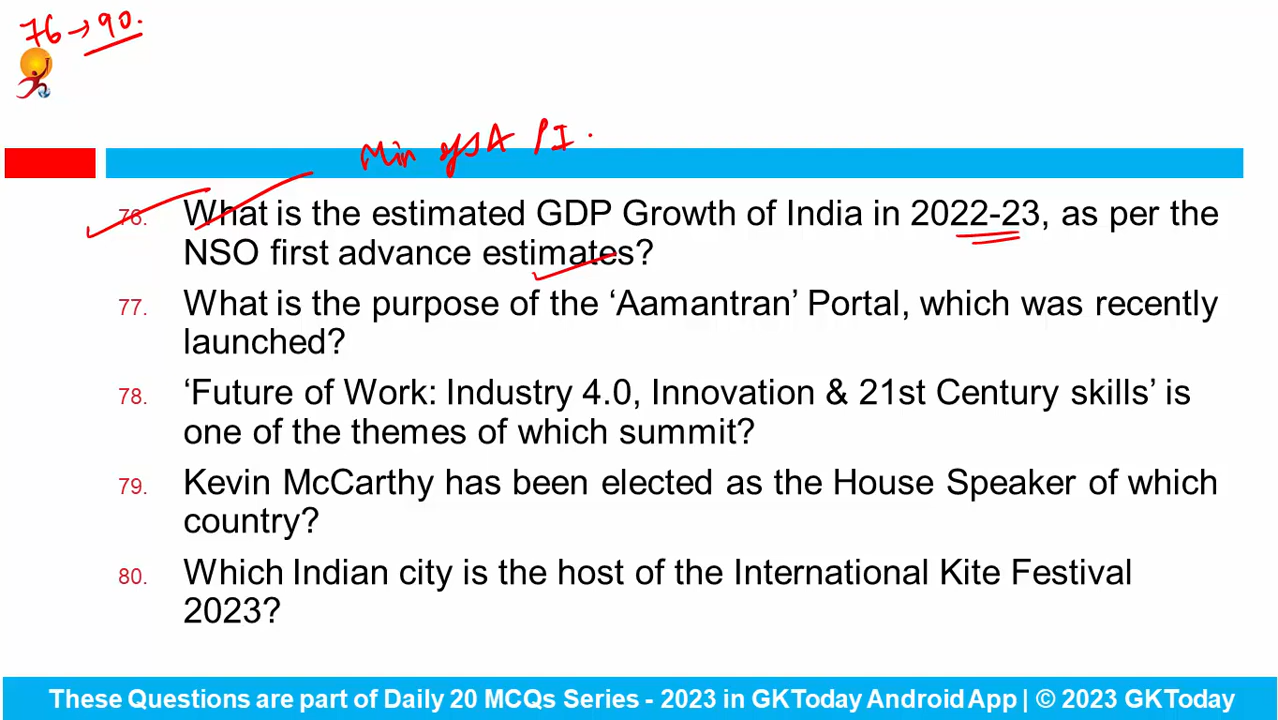 76 → 90.
Min of SA PI.
76. What is the estimated GDP Growth of India in 2022-23, as per the
NSO first advance estimates?
77. What is the purpose of the ‘Aamantran’ Portal, which was recently
launched?
78. ‘Future of Work: Industry 4.0, Innovation & 21st Century skills’ is
one of the themes of which summit?
79. Kevin McCarthy has been elected as the House Speaker of which
country?
80. Which Indian city is the host of the International Kite Festival
2023?
These Questions are part of Daily 20 MCQs Series - 2023 in GKToday Android App | © 2023 GKToday